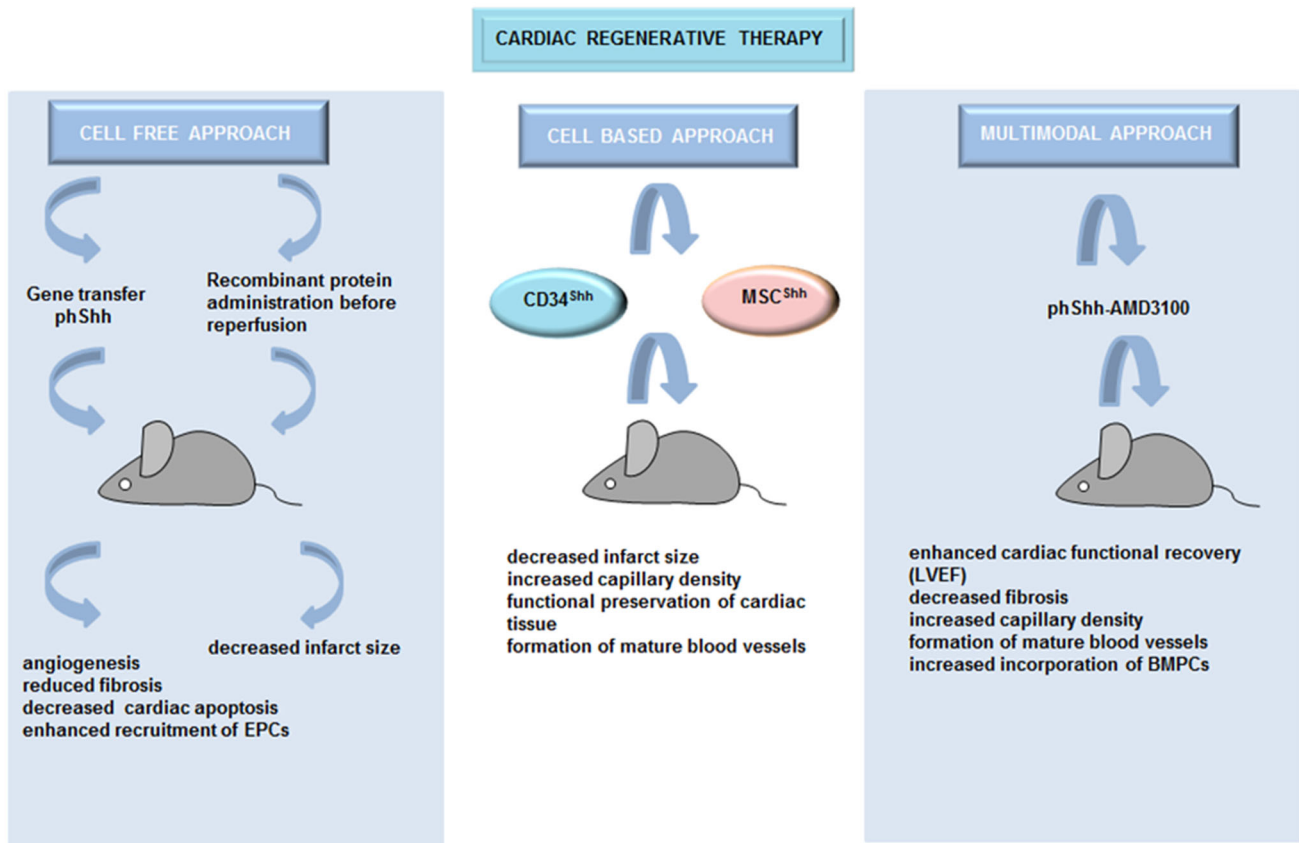 CARDIAC REGENERATIVE THERAPY
CELL FREE APPROACH
Gene transfer
phShh
Recombinant protein
administration before
reperfusion
angiogenesis
reduced fibrosis
decreased cardiac apoptosis
enhanced recruitment of EPCs
decreased infarct size
CELL BASED APPROACH
CD34Shh
MSCShh
decreased infarct size
increased capillary density
functional preservation of cardiac
tissue
formation of mature blood vessels
MULTIMODAL APPROACH
phShh-AMD3100
enhanced cardiac functional recovery
(LVEF)
decreased fibrosis
increased capillary density
formation of mature blood vessels
increased incorporation of BMPCs